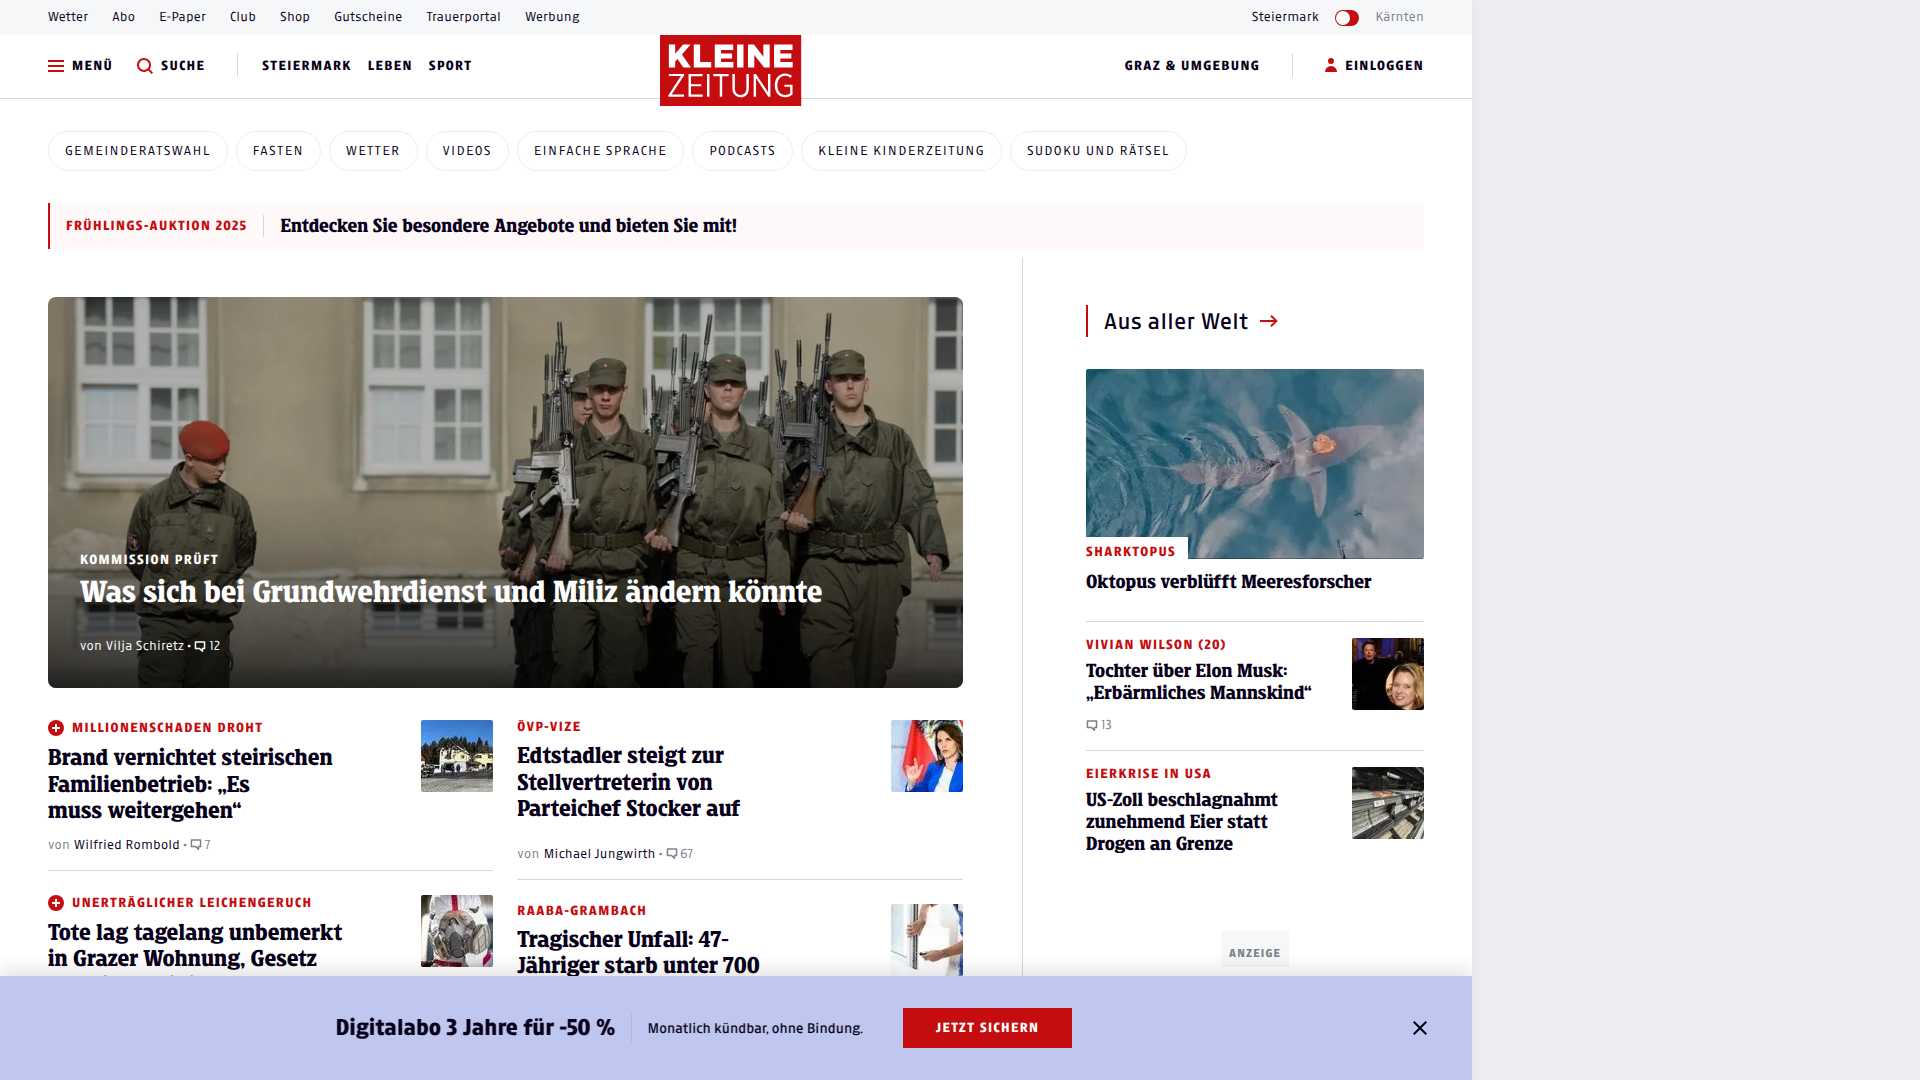 Wetter Abo E-Paper Club Shop Gutscheine Trauerportal Werbung Steiermark Kärnten
MENÜ SUCHE STEIERMARK LEBEN SPORT
KLEINE
ZEITUNG
GRAZ & UMGEBUNG EINLOGGEN
GEMEINDERATSWAHL FASTEN WETTER VIDEOS EINFACHE SPRACHE PODCASTS KLEINE KINDERZEITUNG SUDOKU UND RÄTSEL
FRÜHLINGS-AUKTION 2025 Entdecken Sie besondere Angebote und bieten Sie mit!
KOMMISSION PRÜFT
Was sich bei Grundwehrdienst und Miliz ändern könnte
von Vilja Schiretz • 12
MILLIONENSCHADEN DROHT
Brand vernichtet steirischen
Familienbetrieb: „Es
muss weitergehen“
von Wilfried Rombold • 7
UNERTRÄGLICHER LEICHENGERUCH
Tote lag tagelang unbemerkt
in Grazer Wohnung, Gesetz
ÖVP-VIZE
Edtstadler steigt zur
Stellvertreterin von
Parteichef Stocker auf
von Michael Jungwirth • 67
RAABA-GRAMBACH
Tragischer Unfall: 47-
Jähriger starb unter 700
Aus aller Welt →
SHARKTOPUS
Oktopus verblüfft Meeresforscher
VIVIAN WILSON (20)
Tochter über Elon Musk:
„Erbärmliches Mannskind“
13
EIERKRISE IN USA
US-Zoll beschlagnahmt
zunehmend Eier statt
Drogen an Grenze
ANZEIGE
Digitalabo 3 Jahre für -50 % Monatlich kündbar, ohne Bindung. JETZT SICHERN